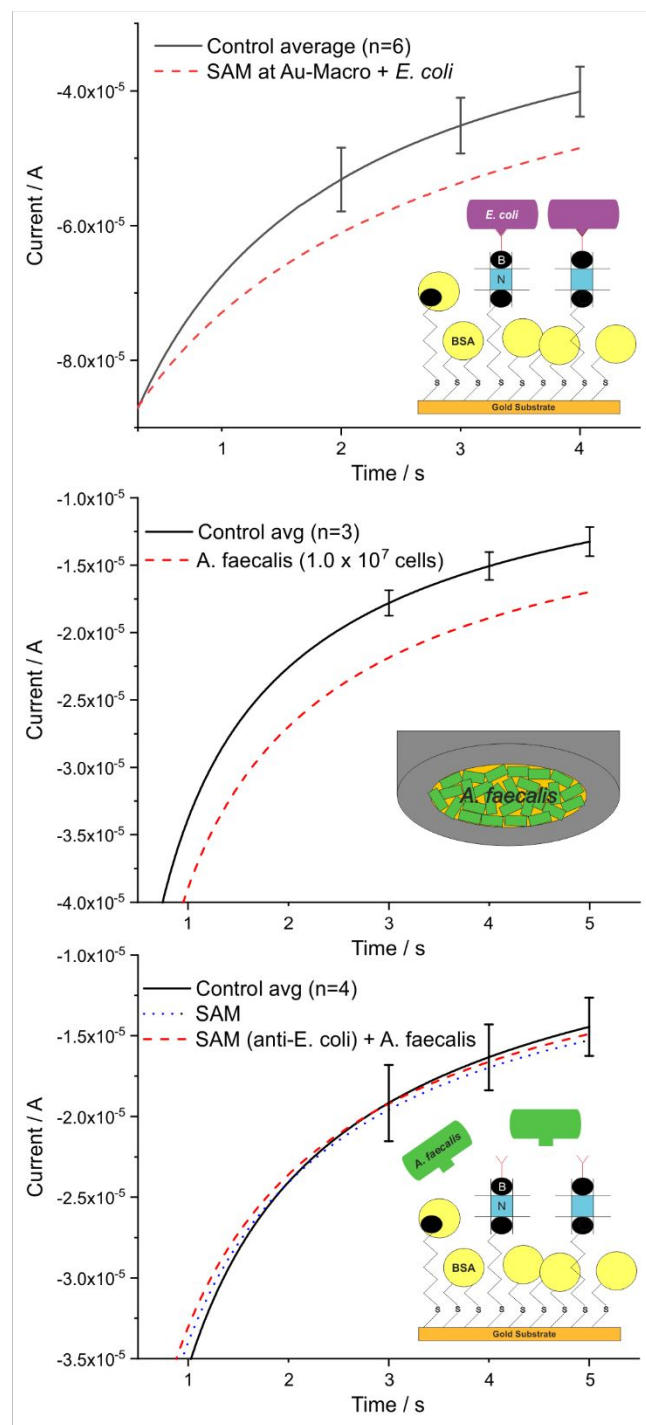 Control average (n=6)
SAM at Au-Macro + E. coli
-4.0x10⁻⁵
-6.0x10⁻⁵
-8.0x10⁻⁵
Current / A
E. coli
B
N
BSA
S S S S S S S S
Gold Substrate
1 2 3 4
Time / s
-1.0x10⁻⁵
Control avg (n=3)
A. faecalis (1.0 x 10⁷ cells)
-1.5x10⁻⁵
-2.0x10⁻⁵
-2.5x10⁻⁵
-3.0x10⁻⁵
-3.5x10⁻⁵
-4.0x10⁻⁵
Current / A
A. faecalis
1 2 3 4 5
Time / s
-1.0x10⁻⁵
Control avg (n=4)
SAM
SAM (anti-E. coli) + A. faecalis
-1.5x10⁻⁵
-2.0x10⁻⁵
-2.5x10⁻⁵
-3.0x10⁻⁵
-3.5x10⁻⁵
Current / A
A. faecalis
B
N
BSA
S S S S S S S S
Gold Substrate
1 2 3 4 5
Time / s